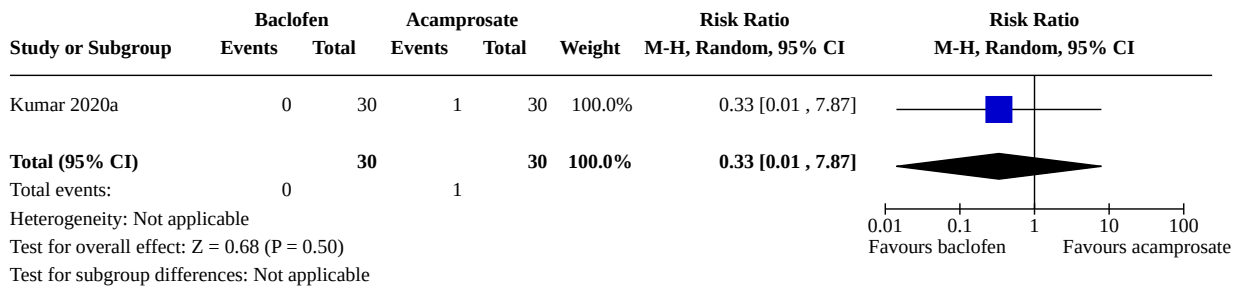 Baclofen Acamprosate Risk Ratio Risk Ratio
Study or Subgroup Events Total Events Total Weight M-H, Random, 95% CI M-H, Random, 95% CI
Kumar 2020a 0 30 1 30 100.0% 0.33 [0.01 , 7.87]
Total (95% CI) 30 30 100.0% 0.33 [0.01 , 7.87]
Total events: 0 1
Heterogeneity: Not applicable
0.01 0.1 1 10 100
Test for overall effect: Z = 0.68 (P = 0.50)
Favours baclofen Favours acamprosate
Test for subgroup differences: Not applicable